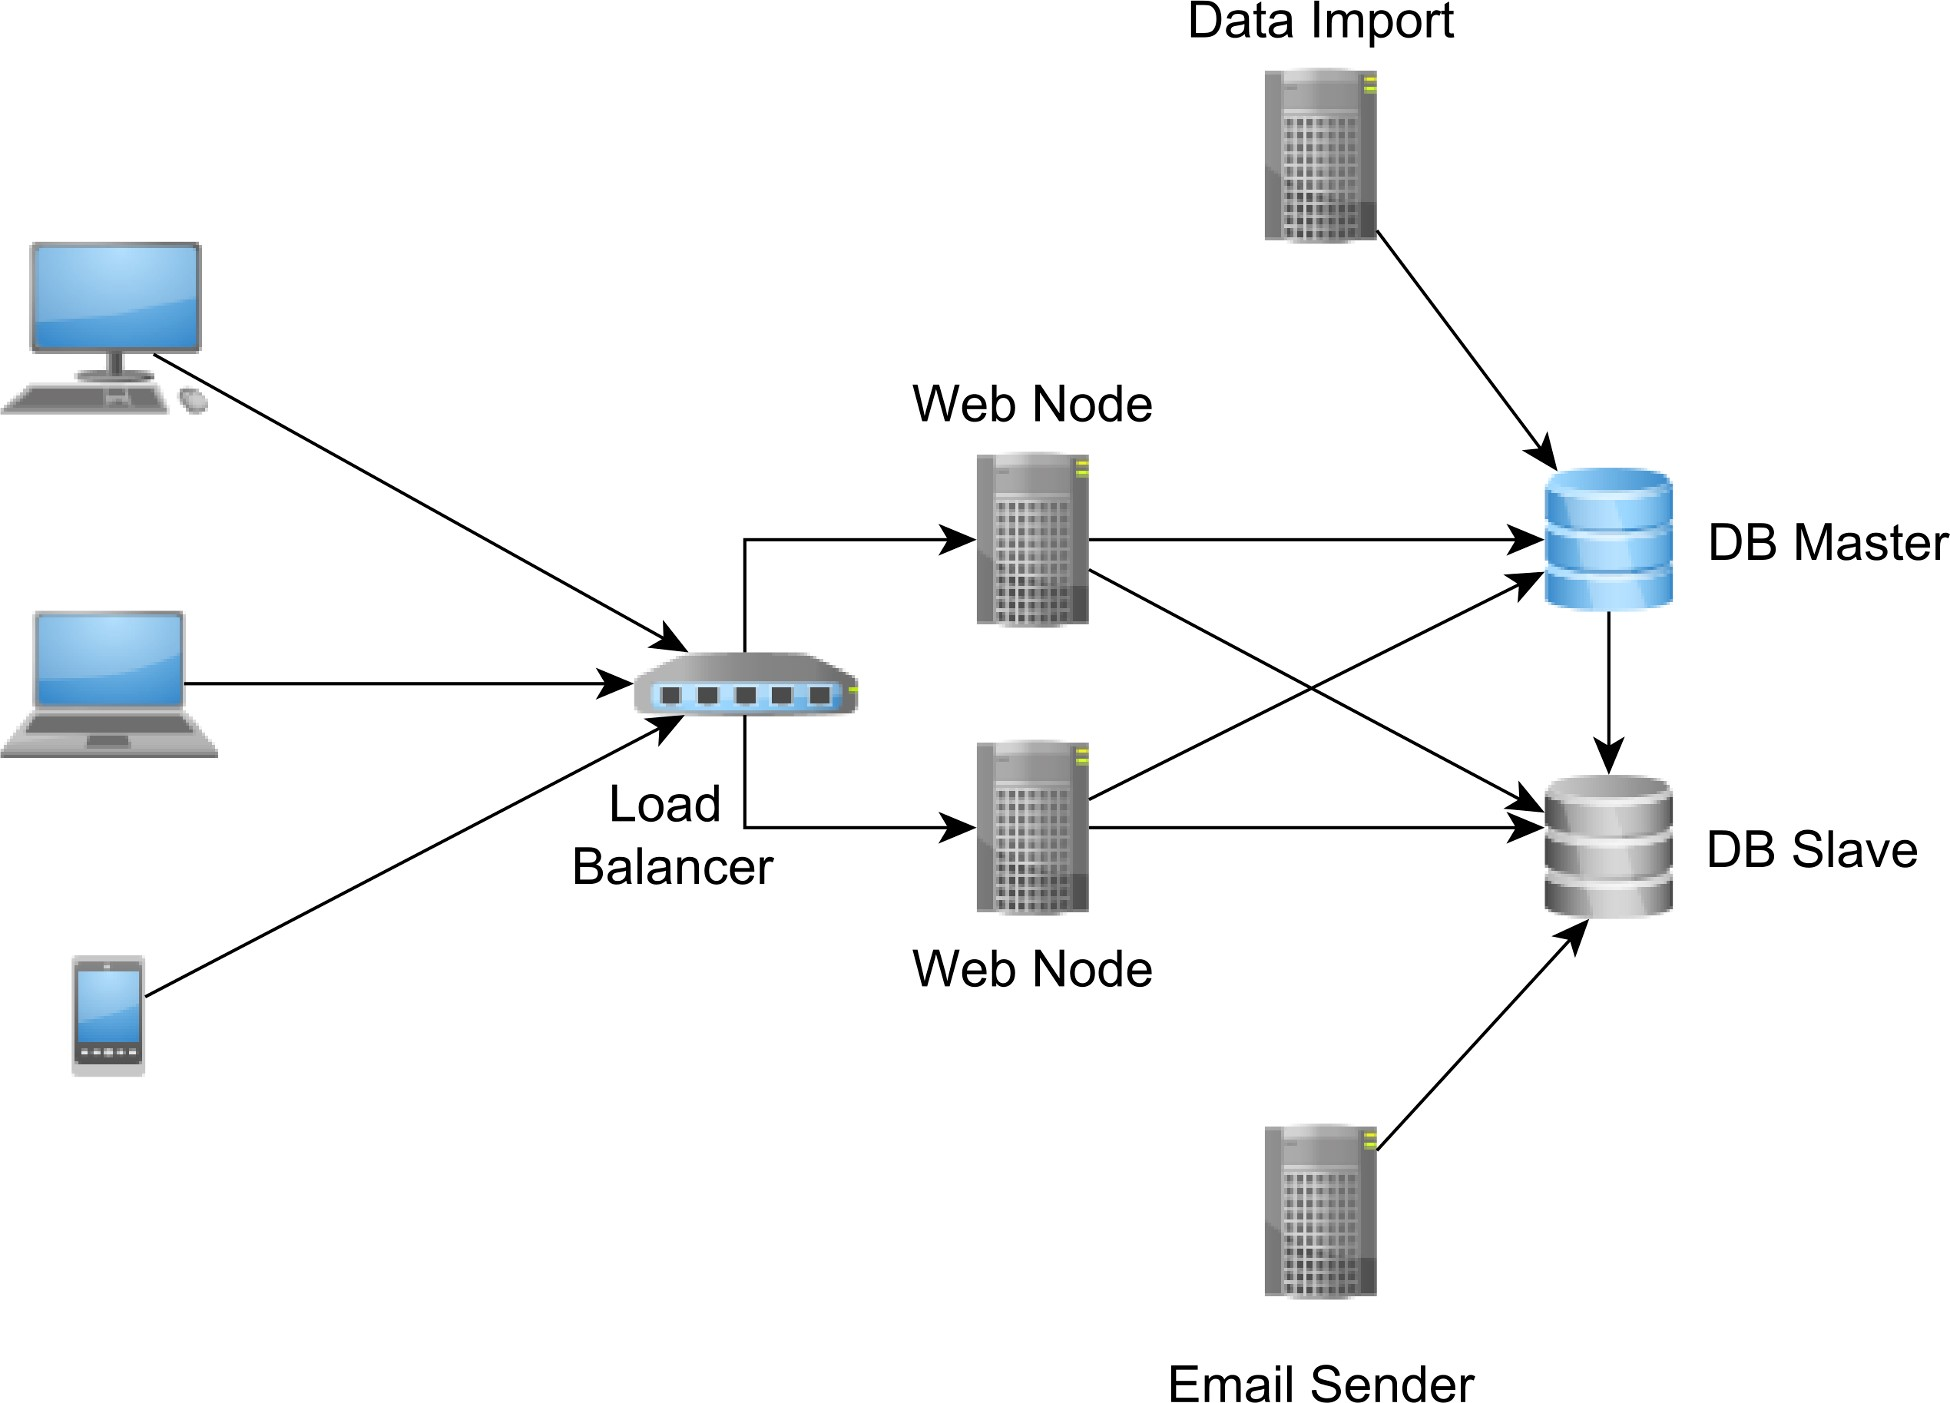 Data Import
Web Node
DB Master
Load
Balancer
DB Slave
Web Node
Email Sender